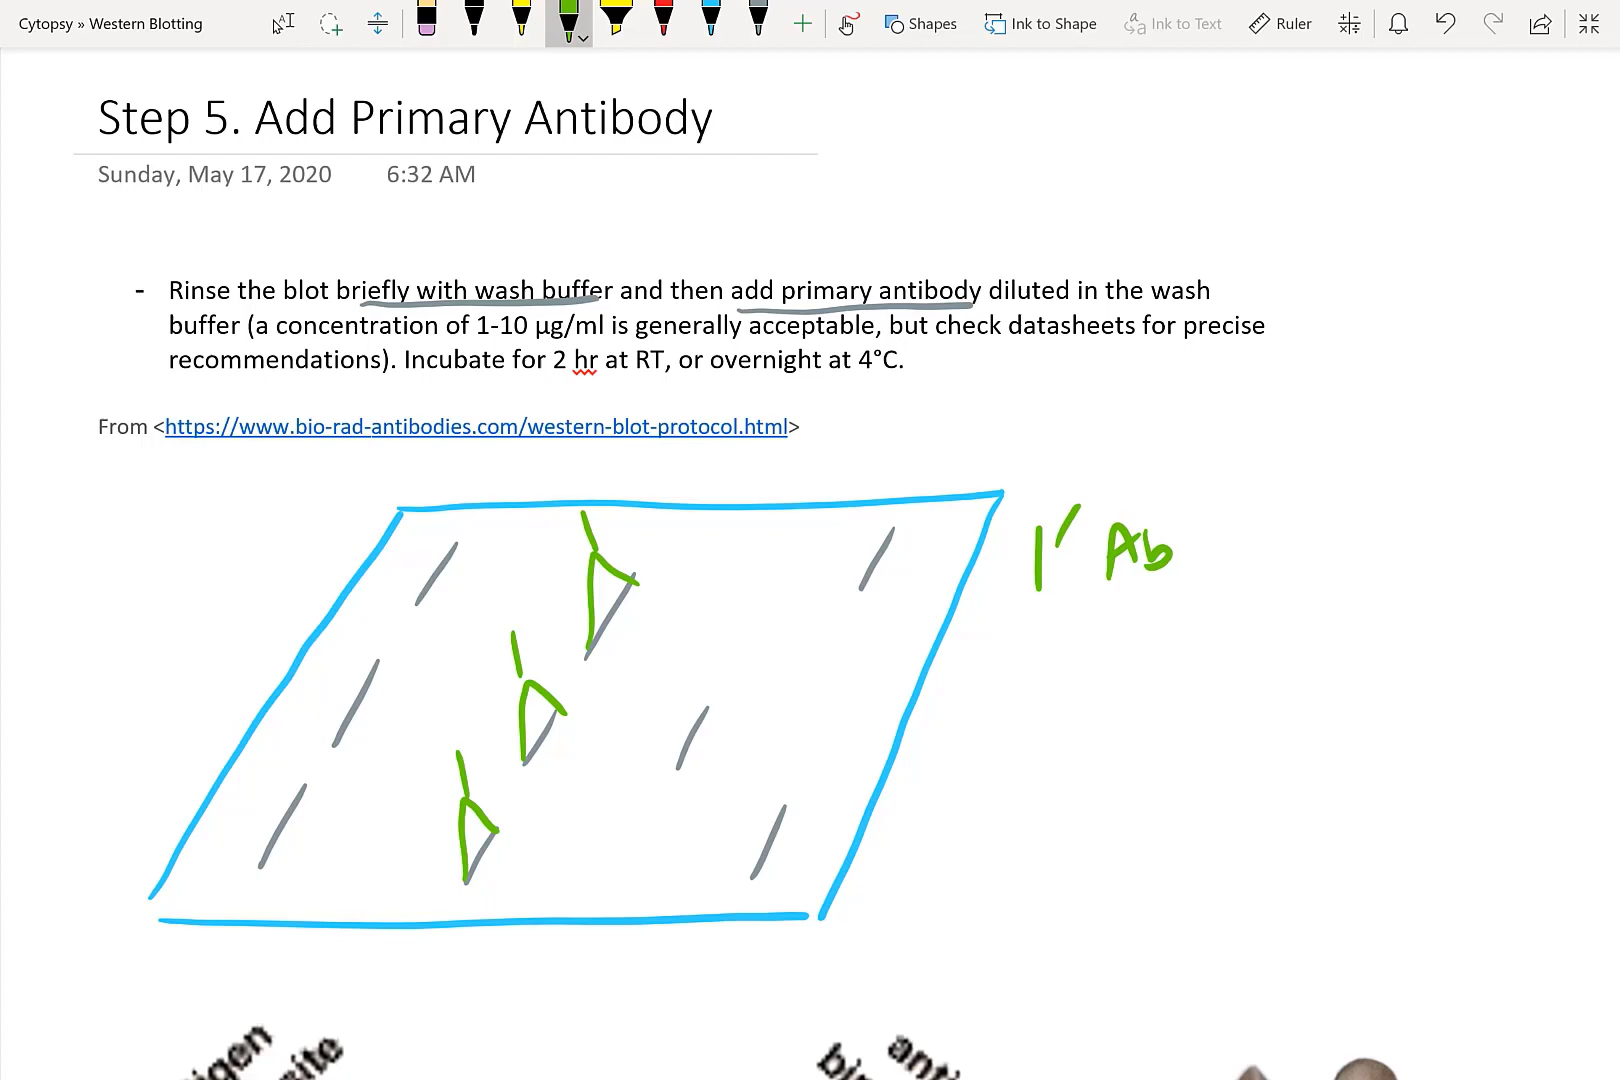 Cytopsy » Western Blotting
Shapes
Ink to Shape
Ink to Text
Ruler
Step 5. Add Primary Antibody
Sunday, May 17, 2020 6:32 AM
- Rinse the blot briefly with wash buffer and then add primary antibody diluted in the wash
buffer (a concentration of 1-10 µg/ml is generally acceptable, but check datasheets for precise
recommendations). Incubate for 2 hr at RT, or overnight at 4°C.
From <https://www.bio-rad-antibodies.com/western-blot-protocol.html>
1' Ab